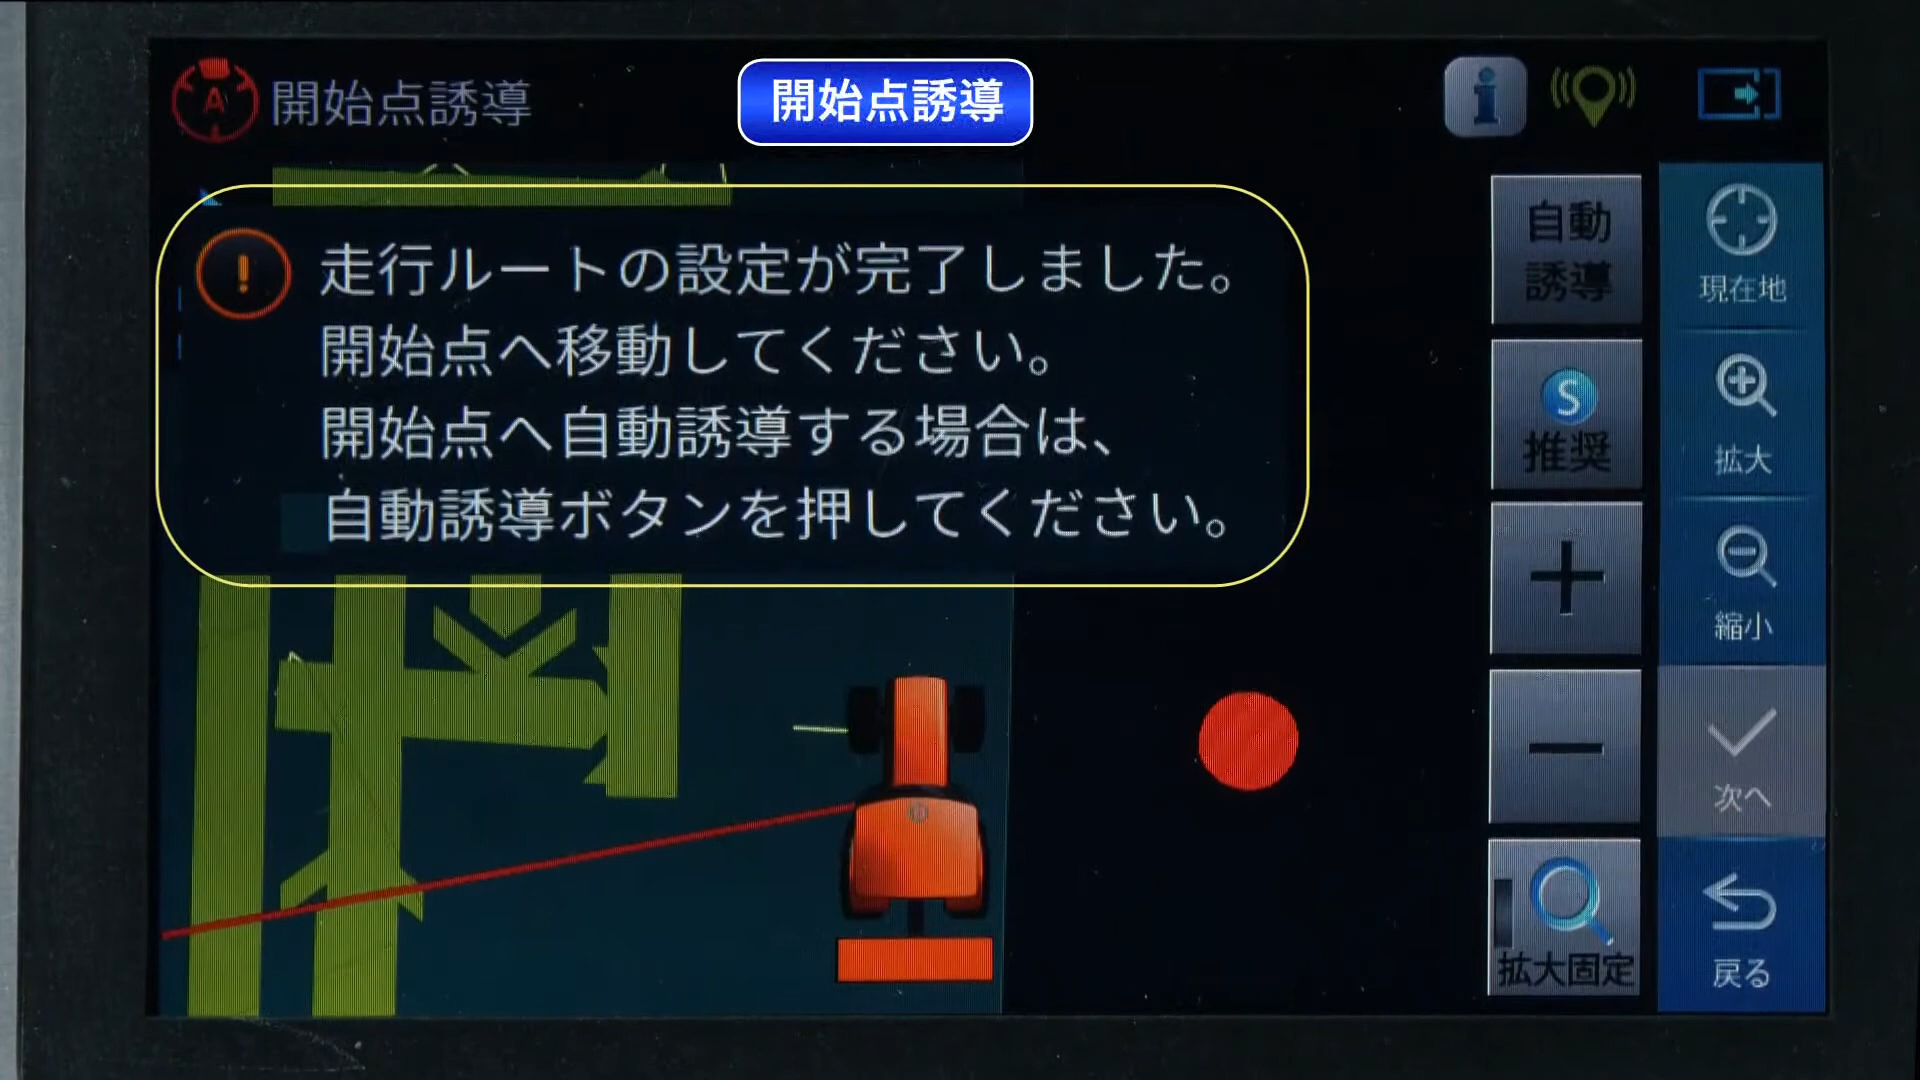 開始点誘導
開始点誘導
走行ルートの設定が完了しました。
開始点へ移動してください。
開始点へ自動誘導する場合は、
自動誘導ボタンを押してください。
自動
誘導
S
推奨
拡大固定
現在地
拡大
縮小
次へ
戻る